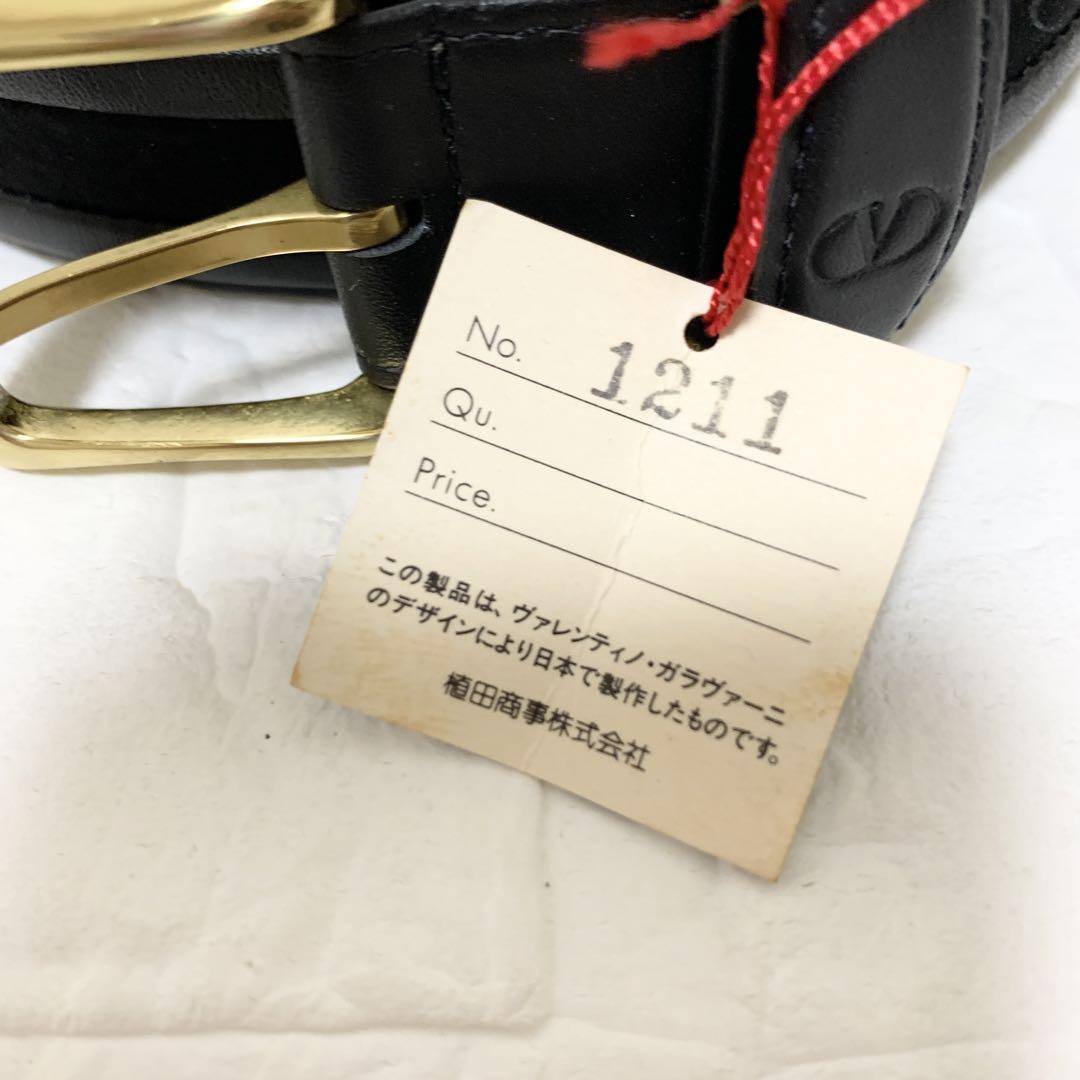 No. 1211
Qu.
Price.
この製品は、ヴァレンティノ・ガラヴァーニ
のデザインにより日本で製作したものです。
植田商事株式会社
V